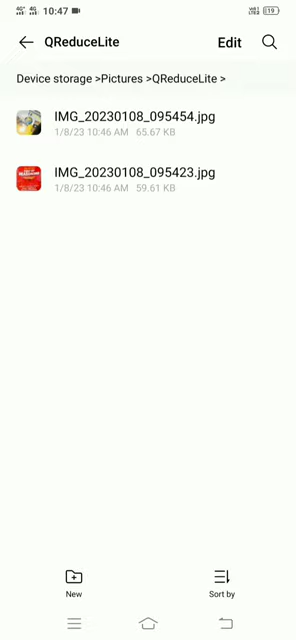 10:47
19
QReduceLite
Edit
Device storage >Pictures >QReduceLite >
IMG_20230108_095454.jpg
1/8/23 10:46 AM 65.67 KB
IMG_20230108_095423.jpg
1/8/23 10:46 AM 59.61 KB
New
Sort by